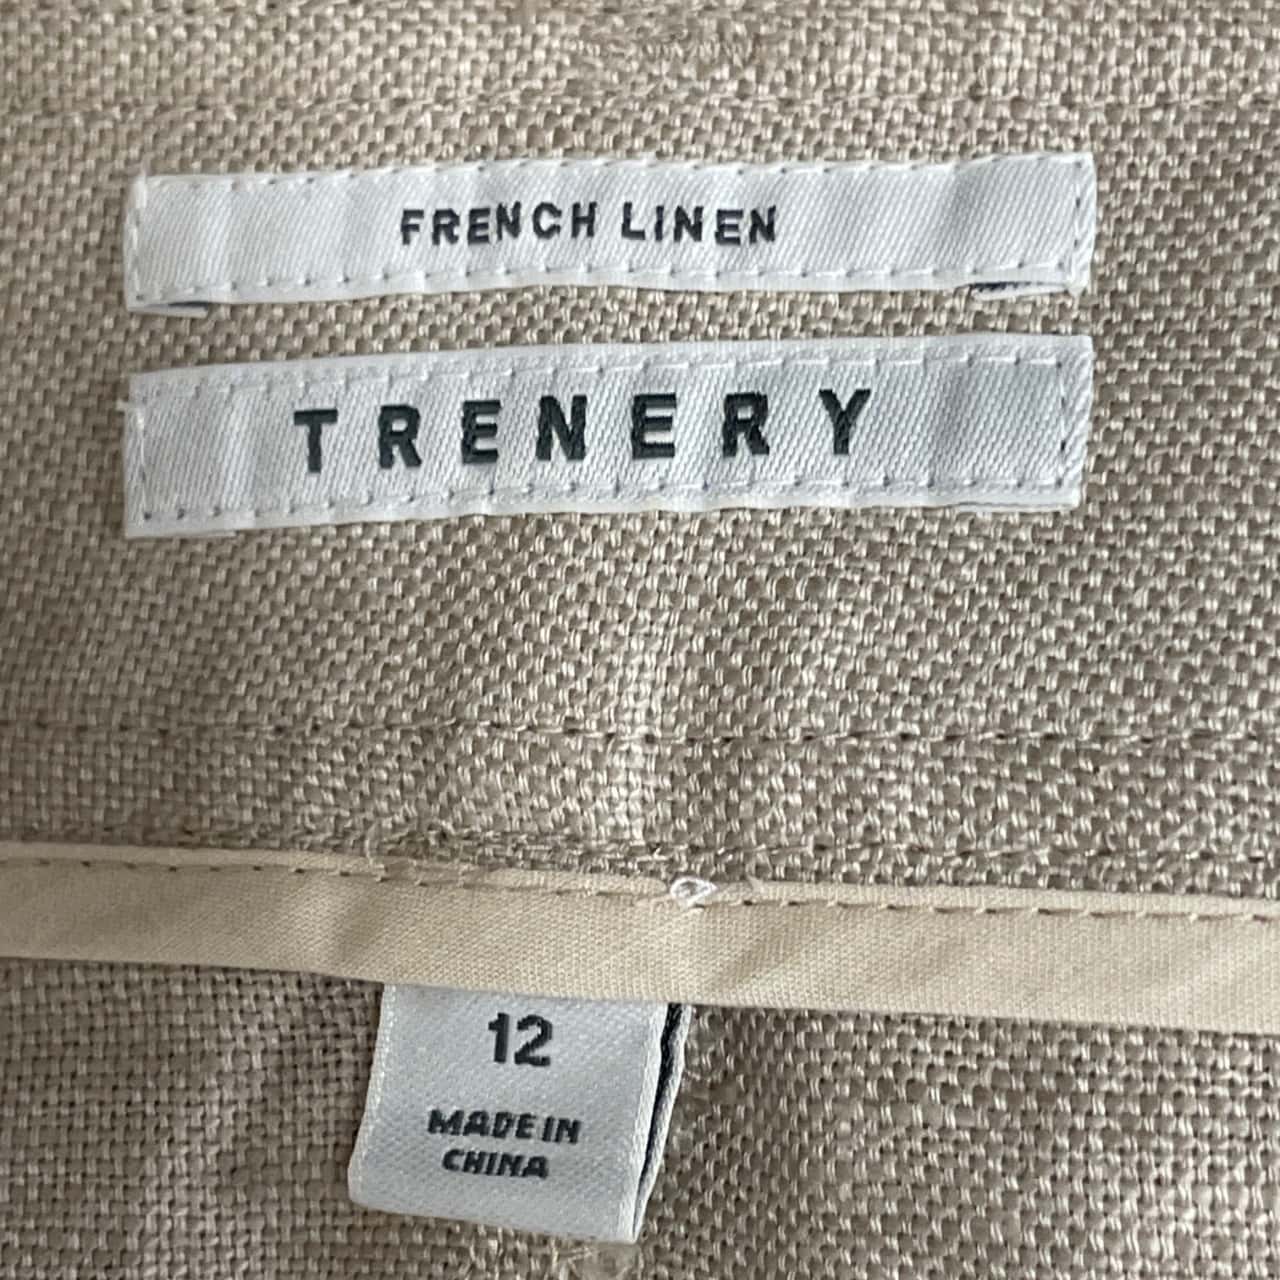 FRENCH LINEN
TRENERY
12
MADE IN
CHINA